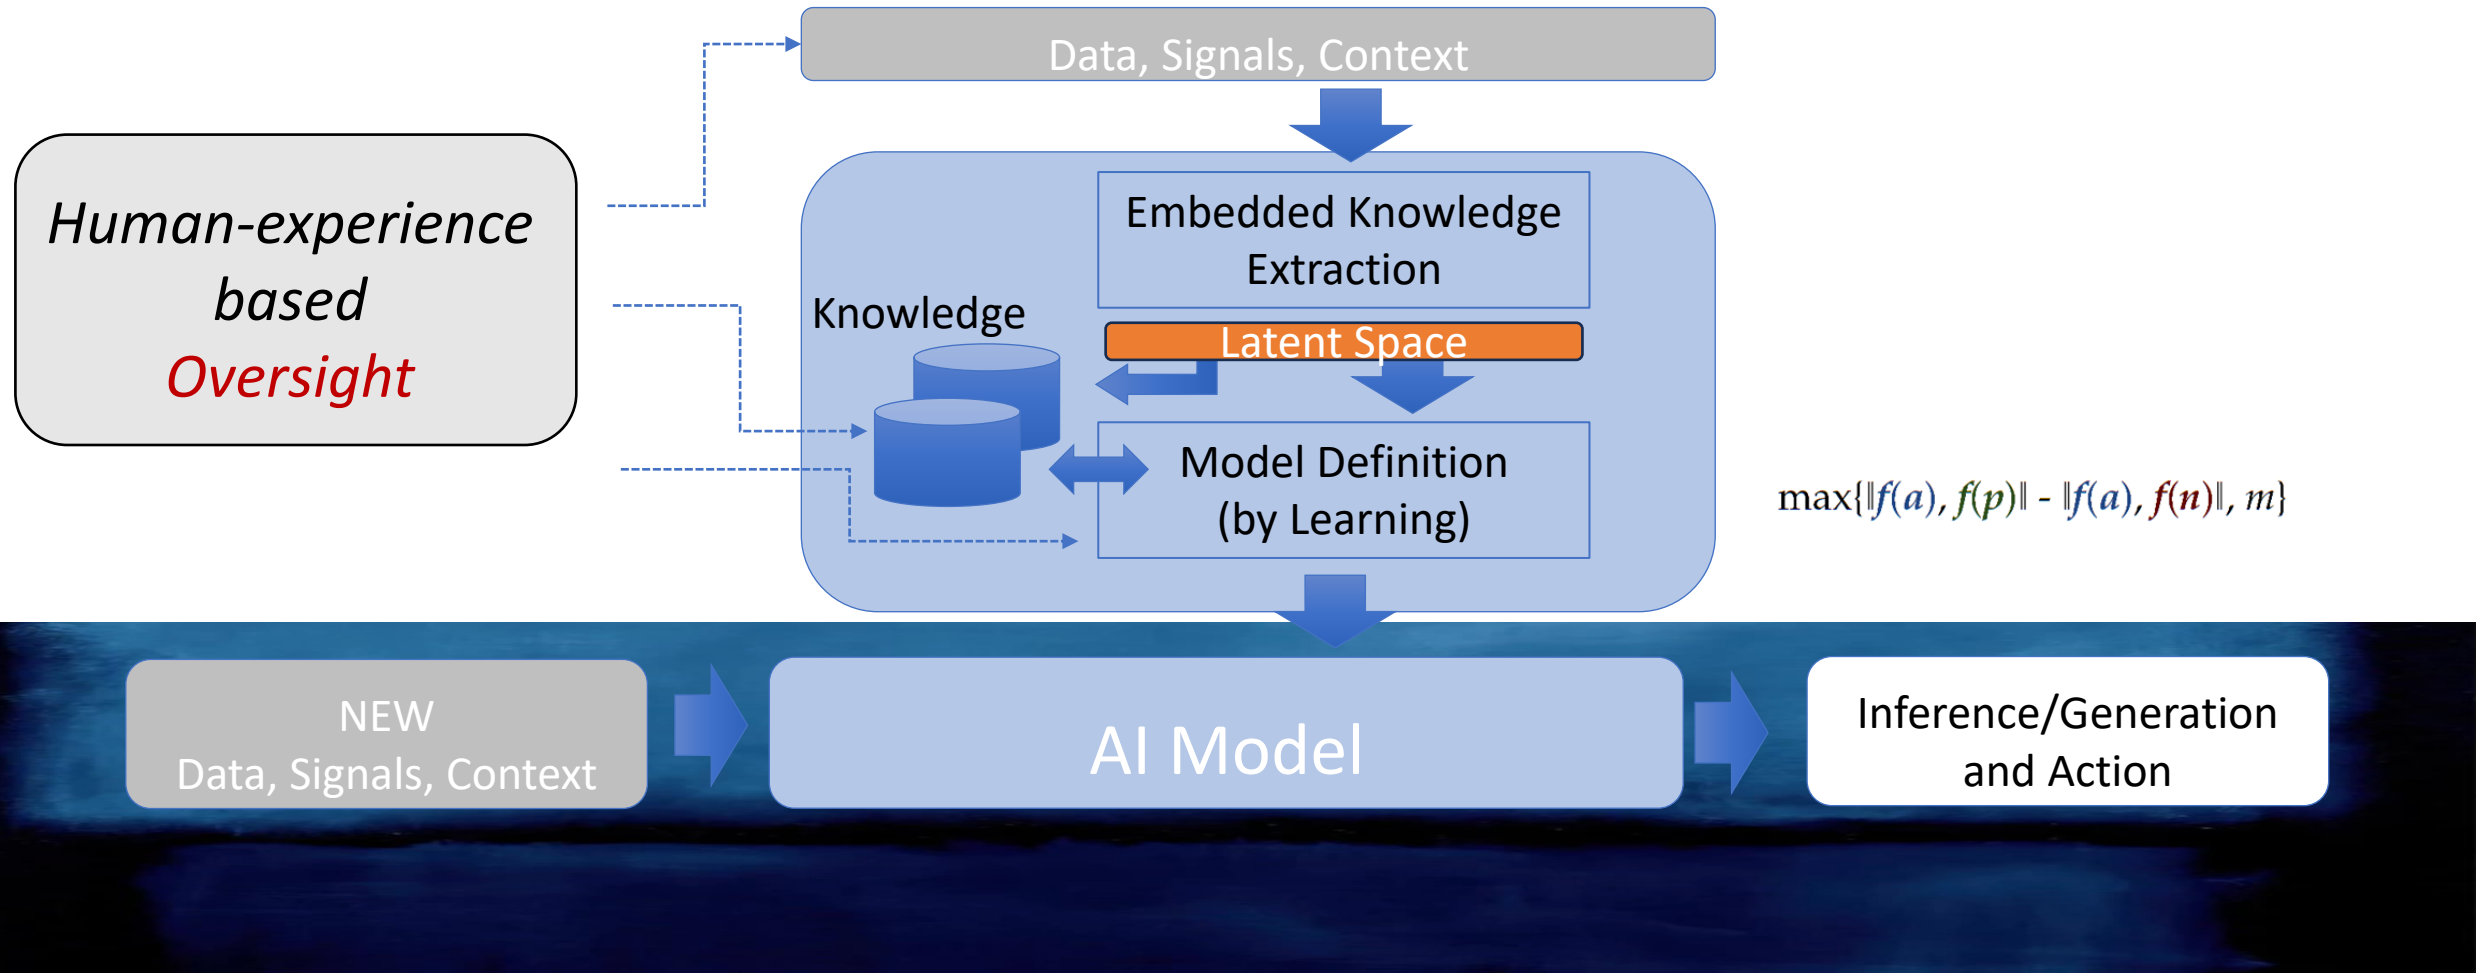 Data, Signals, Context
Human-experience
based
Oversight
Embedded Knowledge
Extraction
Knowledge
Latent Space
Model Definition
(by Learning)
max{‖f(a), f(p)‖ - ‖f(a), f(n)‖, m}
NEW
Data, Signals, Context
AI Model
Inference/Generation
and Action